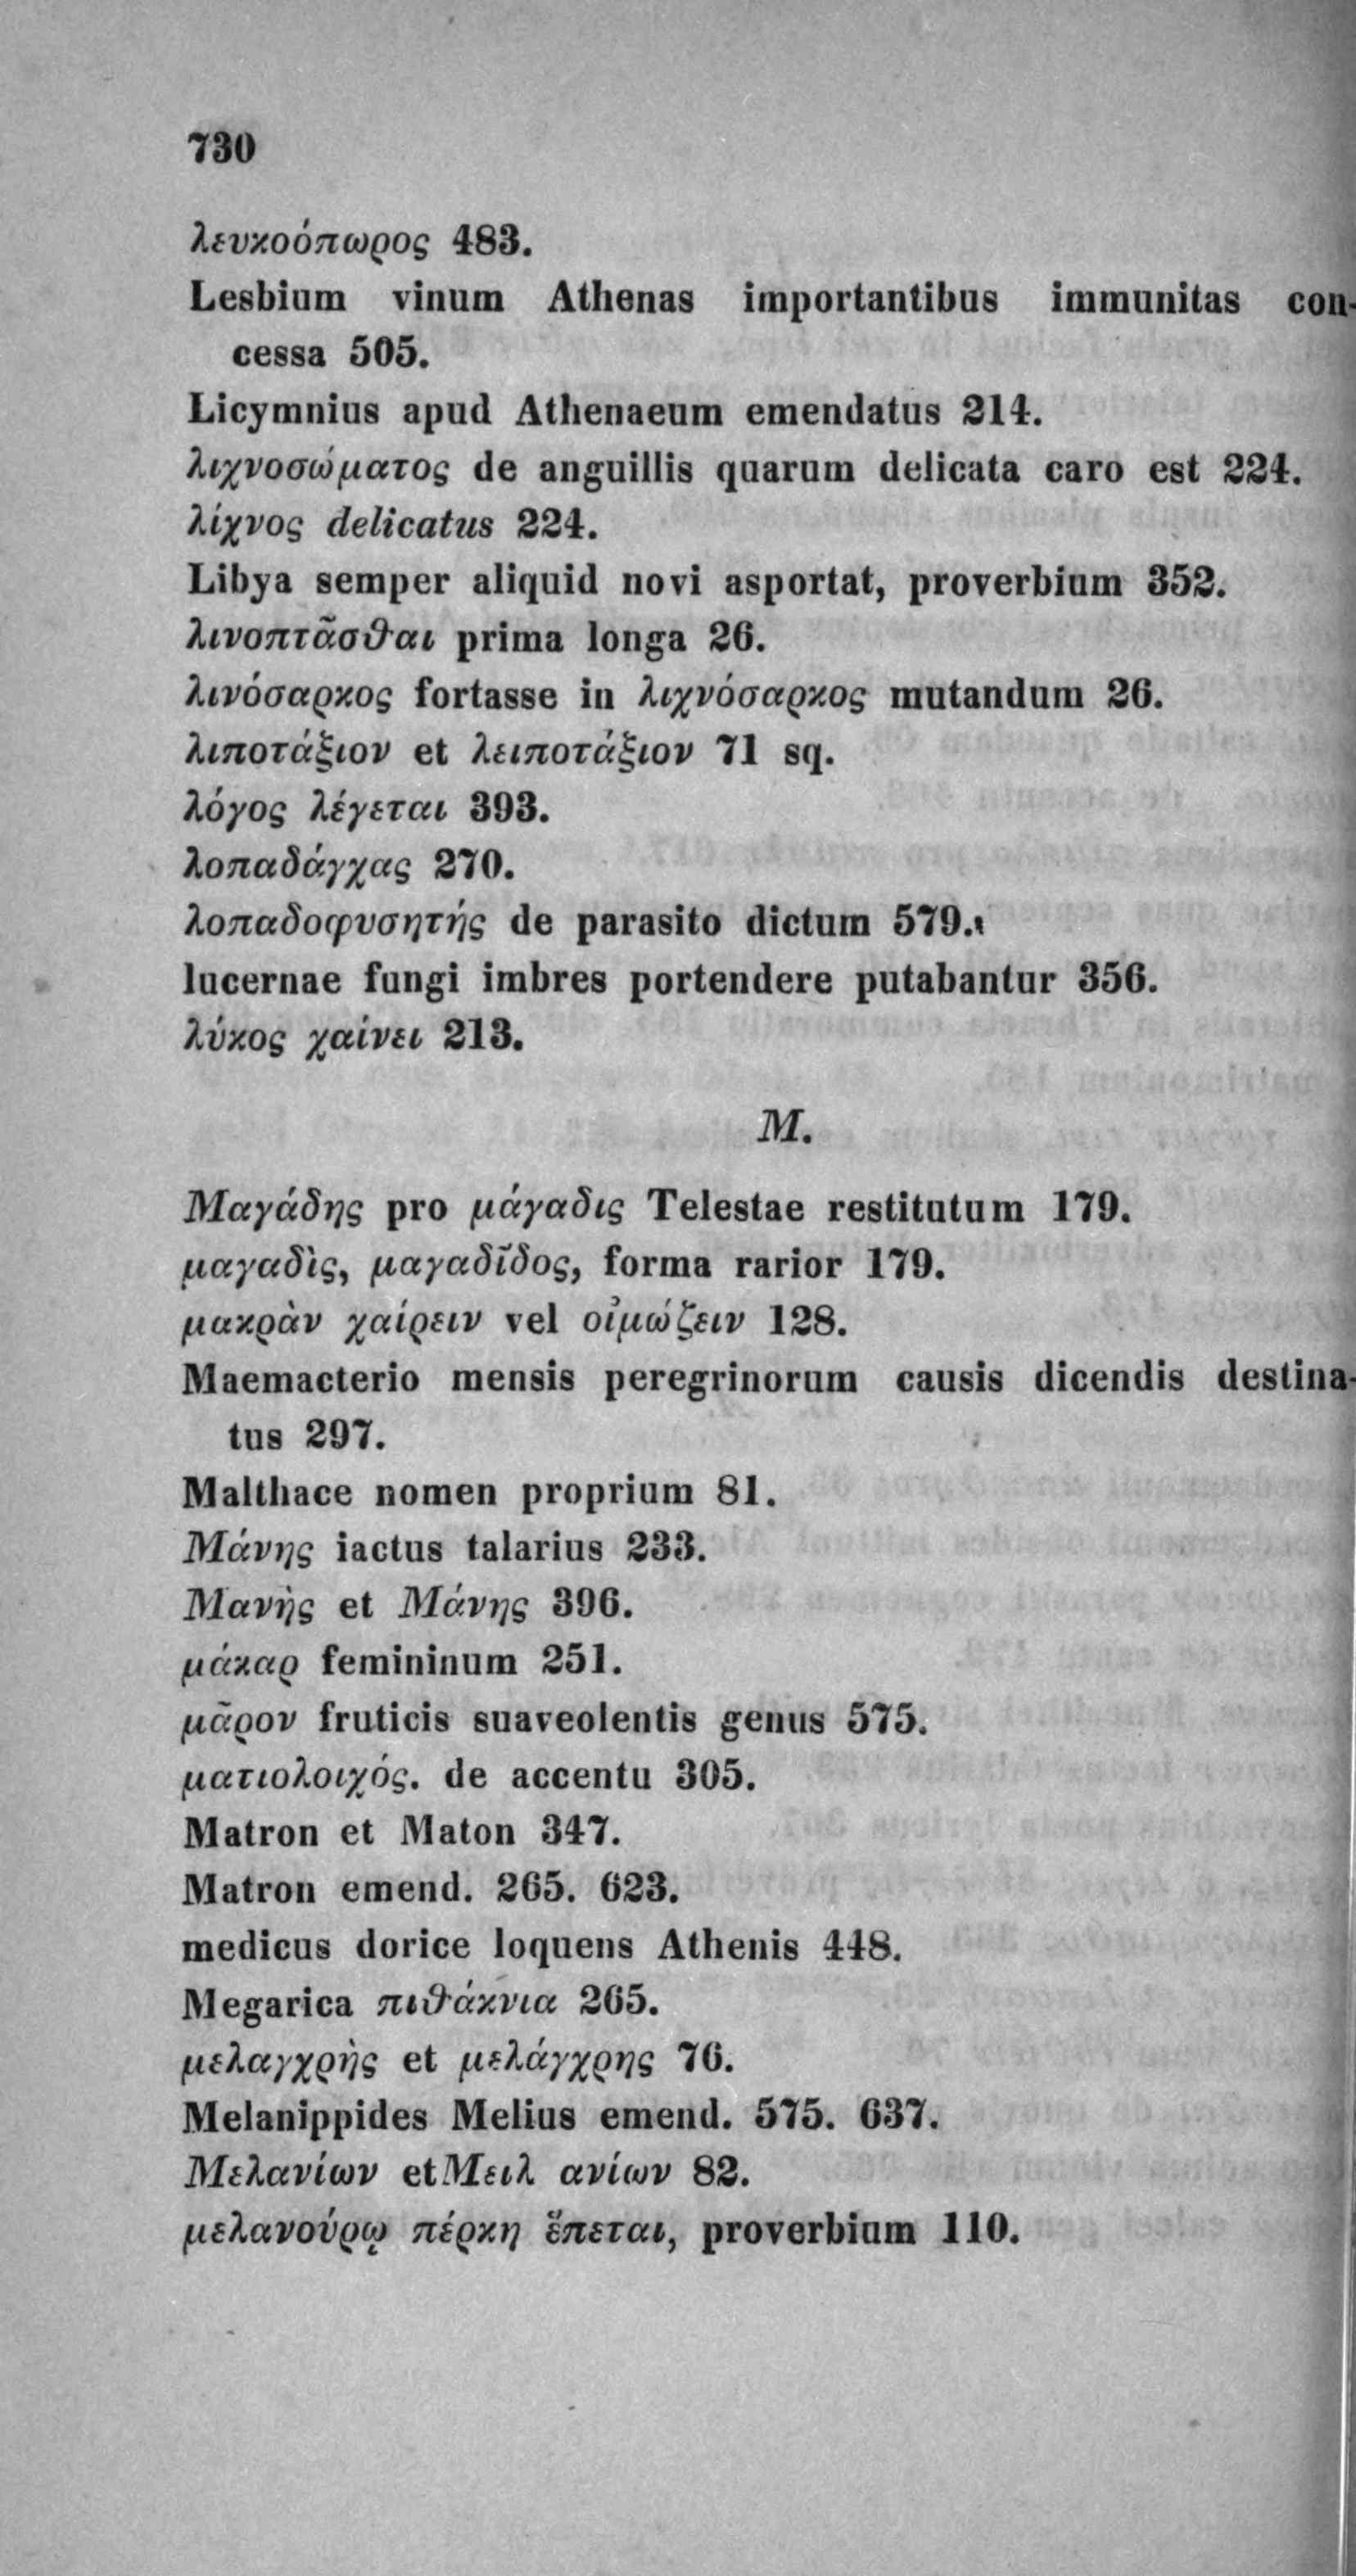 730
λευκοόπωρος 483.
Lesbium vinum Athenas importantibus immunitas con-
cessa 505.
Licymnius apud Athenaeum emendatus 214.
λιχνοσώματος de anguillis quarum delicata caro est 224.
λίχνος delicatus 224.
Libya semper aliquid novi asportat, proverbium 352.
λινοπτᾶσθαι prima longa 26.
λινόσαρκος fortasse in λιχνόσαρκος mutandum 26.
λιποτάξιον et λειποτάξιον 71 sq.
λόγος λέγεται 393.
λοπαδάγχας 270.
λοπαδοφυσητής de parasito dictum 579.
lucernae fungi imbres portendere putabantur 356.
λύκος χαίνει 213.
M.
Μαγάδης pro μάγαδις Telestae restitutum 179.
μαγαδὶς, μαγαδῖδος, forma rarior 179.
μακρὰν χαίρειν vel οἰμώζειν 128.
Maemacterio mensis peregrinorum causis dicendis destina-
tus 297.
Malthace nomen proprium 81.
Μάνης iactus talarius 233.
Μανὴς et Μάνης 396.
μάκαρ femininum 251.
μᾶρον fruticis suaveolentis genus 575.
ματιολοιχός. de accentu 305.
Matron et Maton 347.
Matron emend. 265. 623.
medicus dorice loquens Athenis 448.
Megarica πιθάκνια 265.
μελαγχρὴς et μελάγχρης 76.
Melanippides Melius emend. 575. 637.
Μελανίων etΜειλ ανίων 82.
μελανούρῳ πέρκη ἕπεται, proverbium 110.